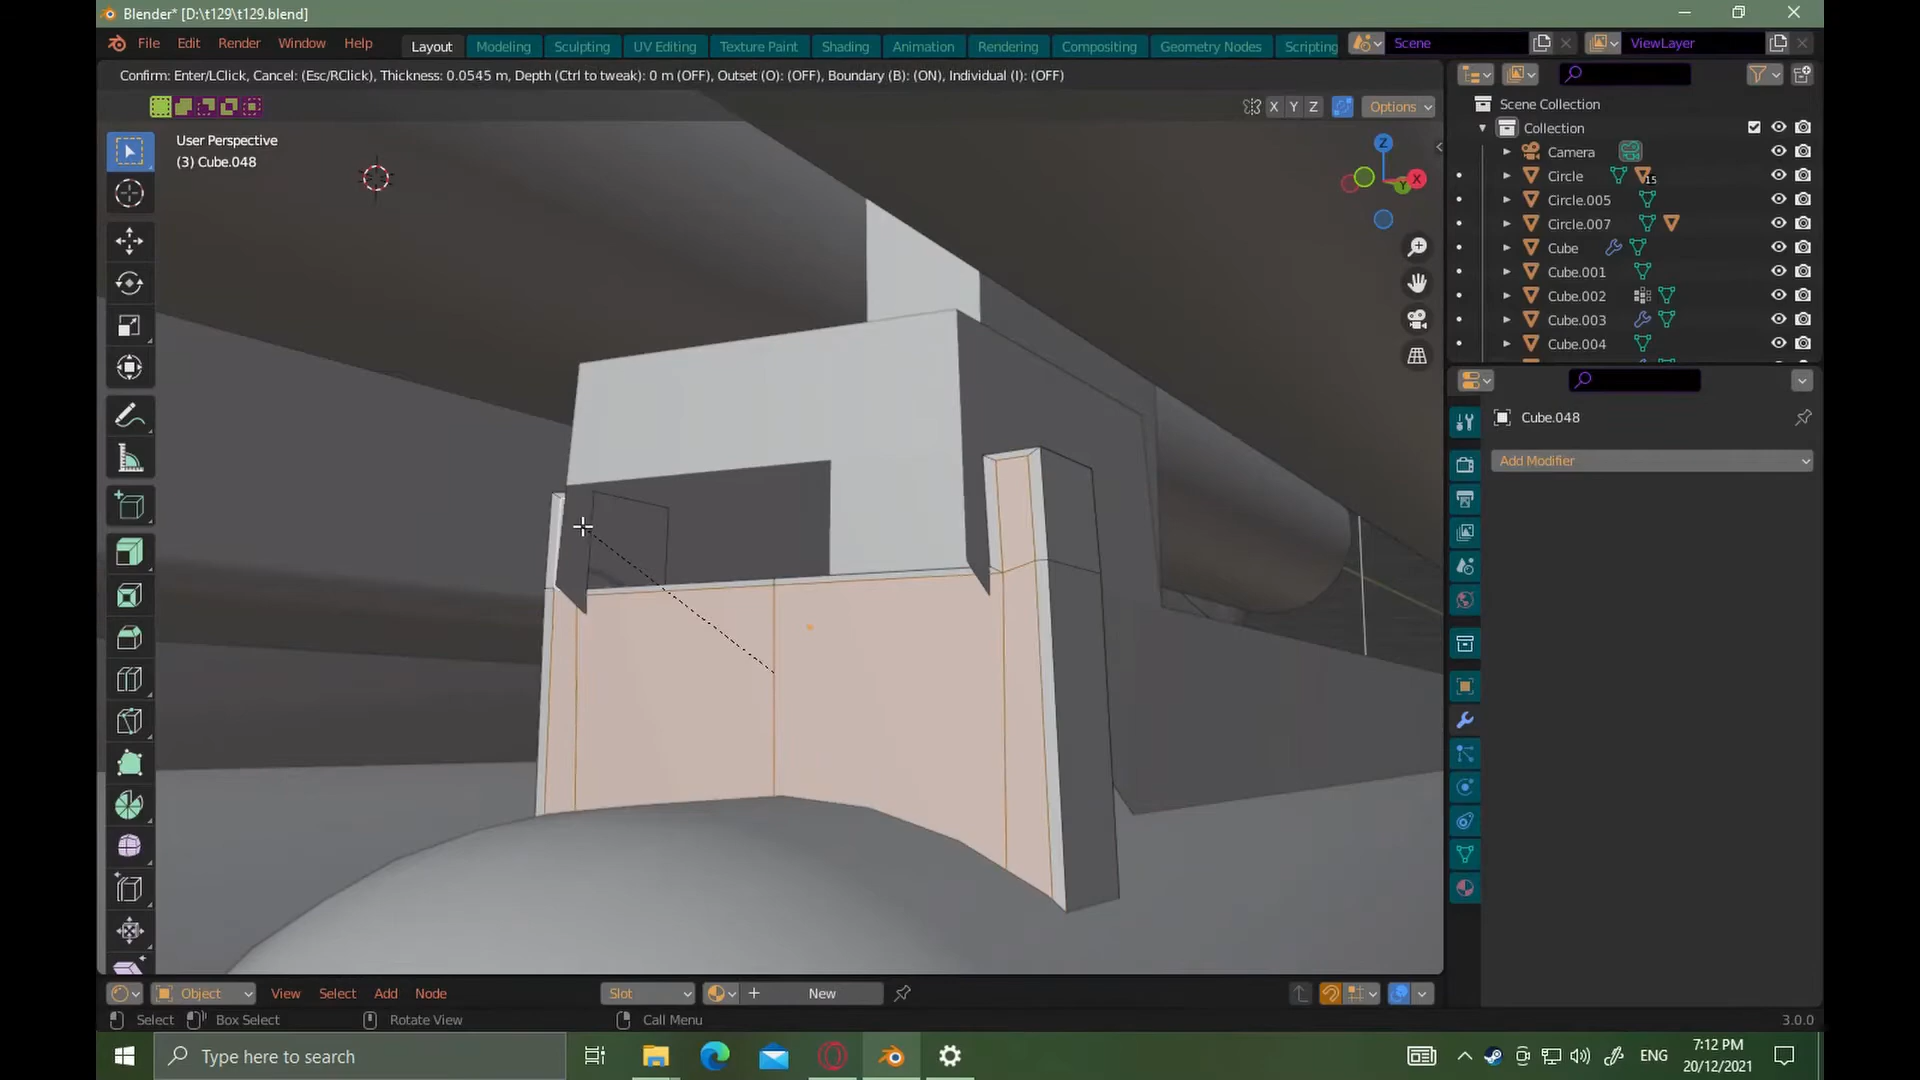 Blender* [D:\t129\t129.blend]
File Edit Render Window Help Layout Modeling Sculpting UV Editing Texture Paint Shading Animation Rendering Compositing Geometry Nodes Scripting Scene ViewLayer
Confirm: Enter/LClick, Cancel: (Esc/RClick), Thickness: 0.0545 m, Depth (Ctrl to tweak): 0 m (OFF), Outset (O): (OFF), Boundary (B): (ON), Individual (I): (OFF)
X Y Z Options
User Perspective
(3) Cube.048
Z
X
Y
Scene Collection
Collection
Camera
Circle 15
Circle.005
Circle.007
Cube
Cube.001
Cube.002
Cube.003
Cube.004
Cube.048
Add Modifier
Object View Select Add Node Slot New
Select Box Select Rotate View Call Menu 3.0.0
Type here to search
ENG
7:12 PM
20/12/2021